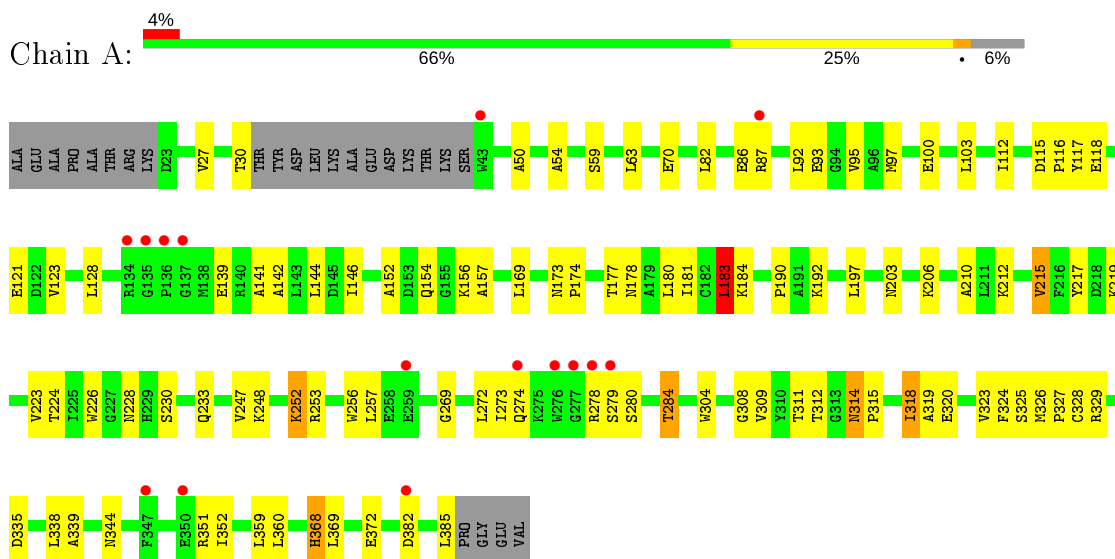 4%
Chain A:
66% 25% • 6%
ALA GLU ALA PRO ALA THR ARG LYS D23 V27 T30 THR TYR ASP LEU LYS ALA GLU ASP LYS THR LYS SER W43 A50 A54 S59 L63 E70 L82 E86 R87 L92 E93 G94 V95 A96 M97 E100 L103 I112 D115 P116 Y117 E118
E121 D122 V123 L128 R134 G135 P136 G137 M138 E139 R140 A141 A142 L143 L144 D145 I146 A152 D153 Q154 G155 K156 A157 L169 N173 P174 T177 N178 A179 L180 I181 C182 L183 K184 P190 A191 K192 L197 N203 K206 A210 L211 K212 V215 F216 Y217 D218 K219
V223 T224 I225 W226 G227 N228 H229 S230 Q233 V247 K248 K252 R253 W256 L257 E258 E259 G269 L272 I273 Q274 K275 W276 G277 R278 S279 S280 T284 W304 G308 V309 Y310 T311 T312 G313 N314 P315 I318 A319 E320 V323 F324 S325 M326 P327 C328 R329
D335 L338 A339 N344 F347 E350 R351 I352 L359 L360 H368 L369 E372 D382 L385 PRO GLY GLU VAL